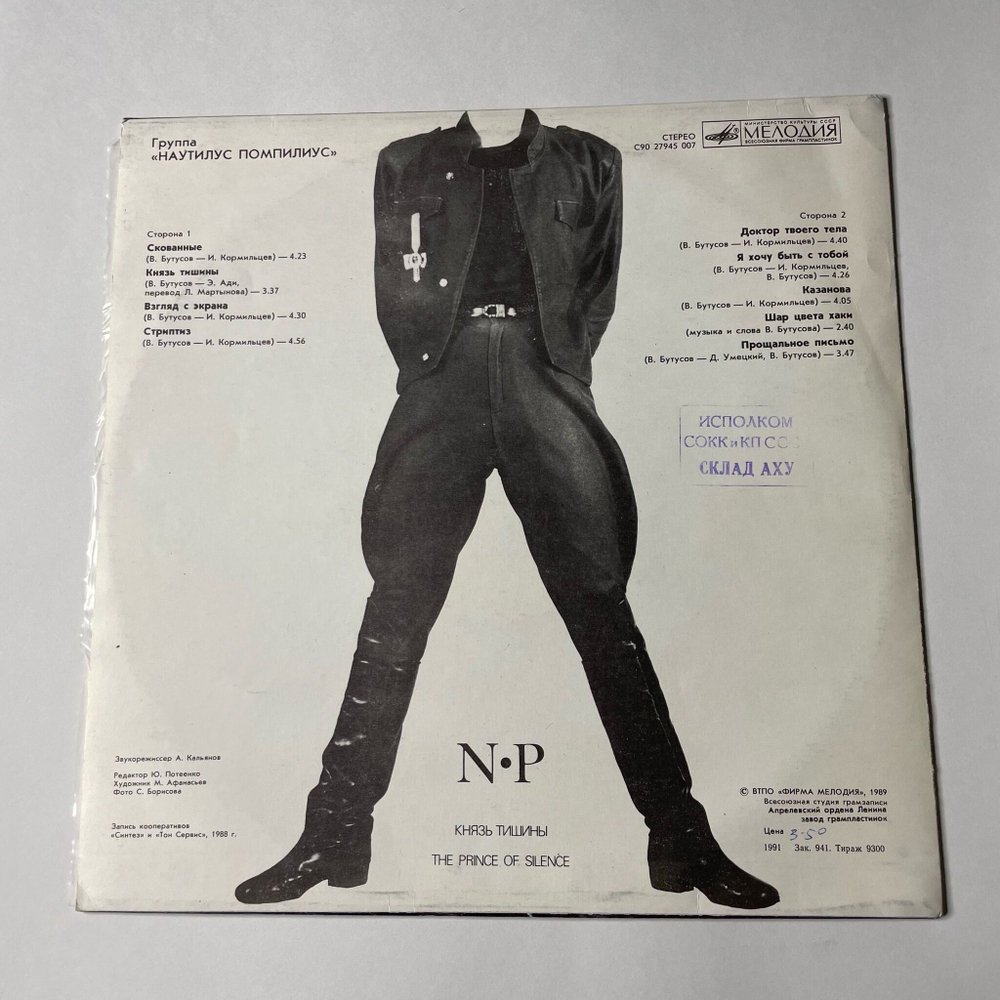 Группа
«НАУТИЛУС ПОМПИЛИУС»
СТЕРЕО
С90 27945 007
МИНИСТЕРСТВО КУЛЬТУРЫ СССР
МЕЛОДИЯ
ВСЕСОЮЗНАЯ ФИРМА ГРАМПЛАСТИНОК
Сторона 1
Скованные
(В. Бутусов — И. Кормильцев) — 4.23
Князь тишины
(В. Бутусов — Э. Ади,
перевод Л. Мартынова) — 3.37
Взгляд с экрана
(В. Бутусов — И. Кормильцев) — 4.30
Стриптиз
(В. Бутусов — И. Кормильцев) — 4.56
Сторона 2
Доктор твоего тела
(В. Бутусов — И. Кормильцев) — 4.40
Я хочу быть с тобой
(В. Бутусов — И. Кормильцев,
В. Бутусов) — 4.26
Казанова
(В. Бутусов — И. Кормильцев) — 4.05
Шар цвета хаки
(музыка и слова В. Бутусова) — 2.40
Прощальное письмо
(В. Бутусов — Д. Умецкий, В. Бутусов) — 3.47
ИСПОЛКОМ
СОКК и КП СС
СКЛАД АХУ
Звукорежиссер А. Кальянов
Редактор Ю. Потеенко
Художник М. Афанасьев
Фото С. Борисова
Запись кооперативов
«Синтез» и «Тон Сервис», 1988 г.
N•P
КНЯЗЬ ТИШИНЫ
THE PRINCE OF SILENCE
© ВТПО «ФИРМА МЕЛОДИЯ», 1989
Всесоюзная студия грамзаписи
Апрелевский ордена Ленина
завод грампластинок
Цена 3-50
1991 Зак. 941. Тираж 9300